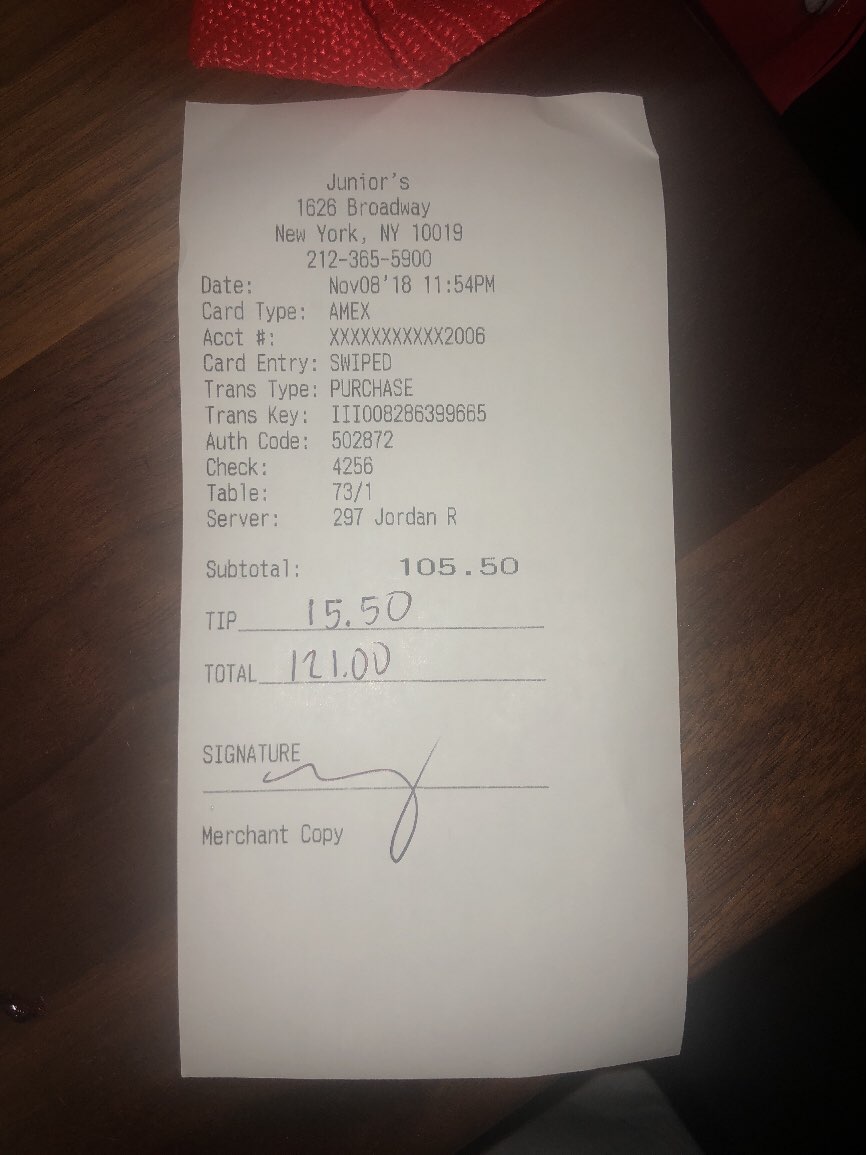 Junior's
1626 Broadway
New York, NY 10019
212-365-5900
Date: Nov08'18 11:54PM
Card Type: AMEX
Acct #: XXXXXXXXXXX2006
Card Entry: SWIPED
Trans Type: PURCHASE
Trans Key: III008286399665
Auth Code: 502872
Check: 4256
Table: 73/1
Server: 297 Jordan R
Subtotal: 105.50
TIP 15.50
TOTAL 121.00
SIGNATURE
Merchant Copy